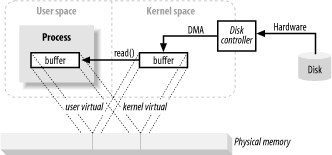 User space
Kernel space
Process
DMA
Disk
controller
Hardware
buffer
read()
buffer
Disk
user virtual
kernel virtual
Physical memory